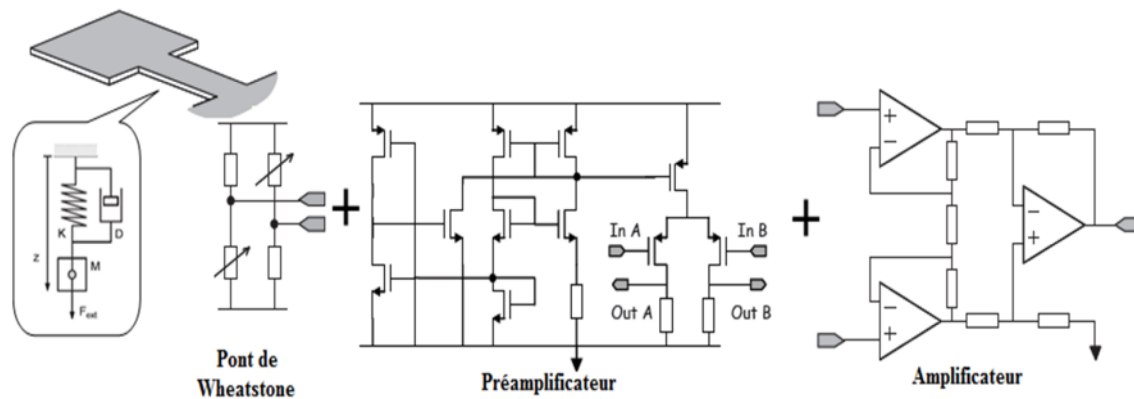 z
K
D
M
F_ext
Pont de
Wheatstone
In A
In B
Out A
Out B
Préamplificateur
Amplificateur